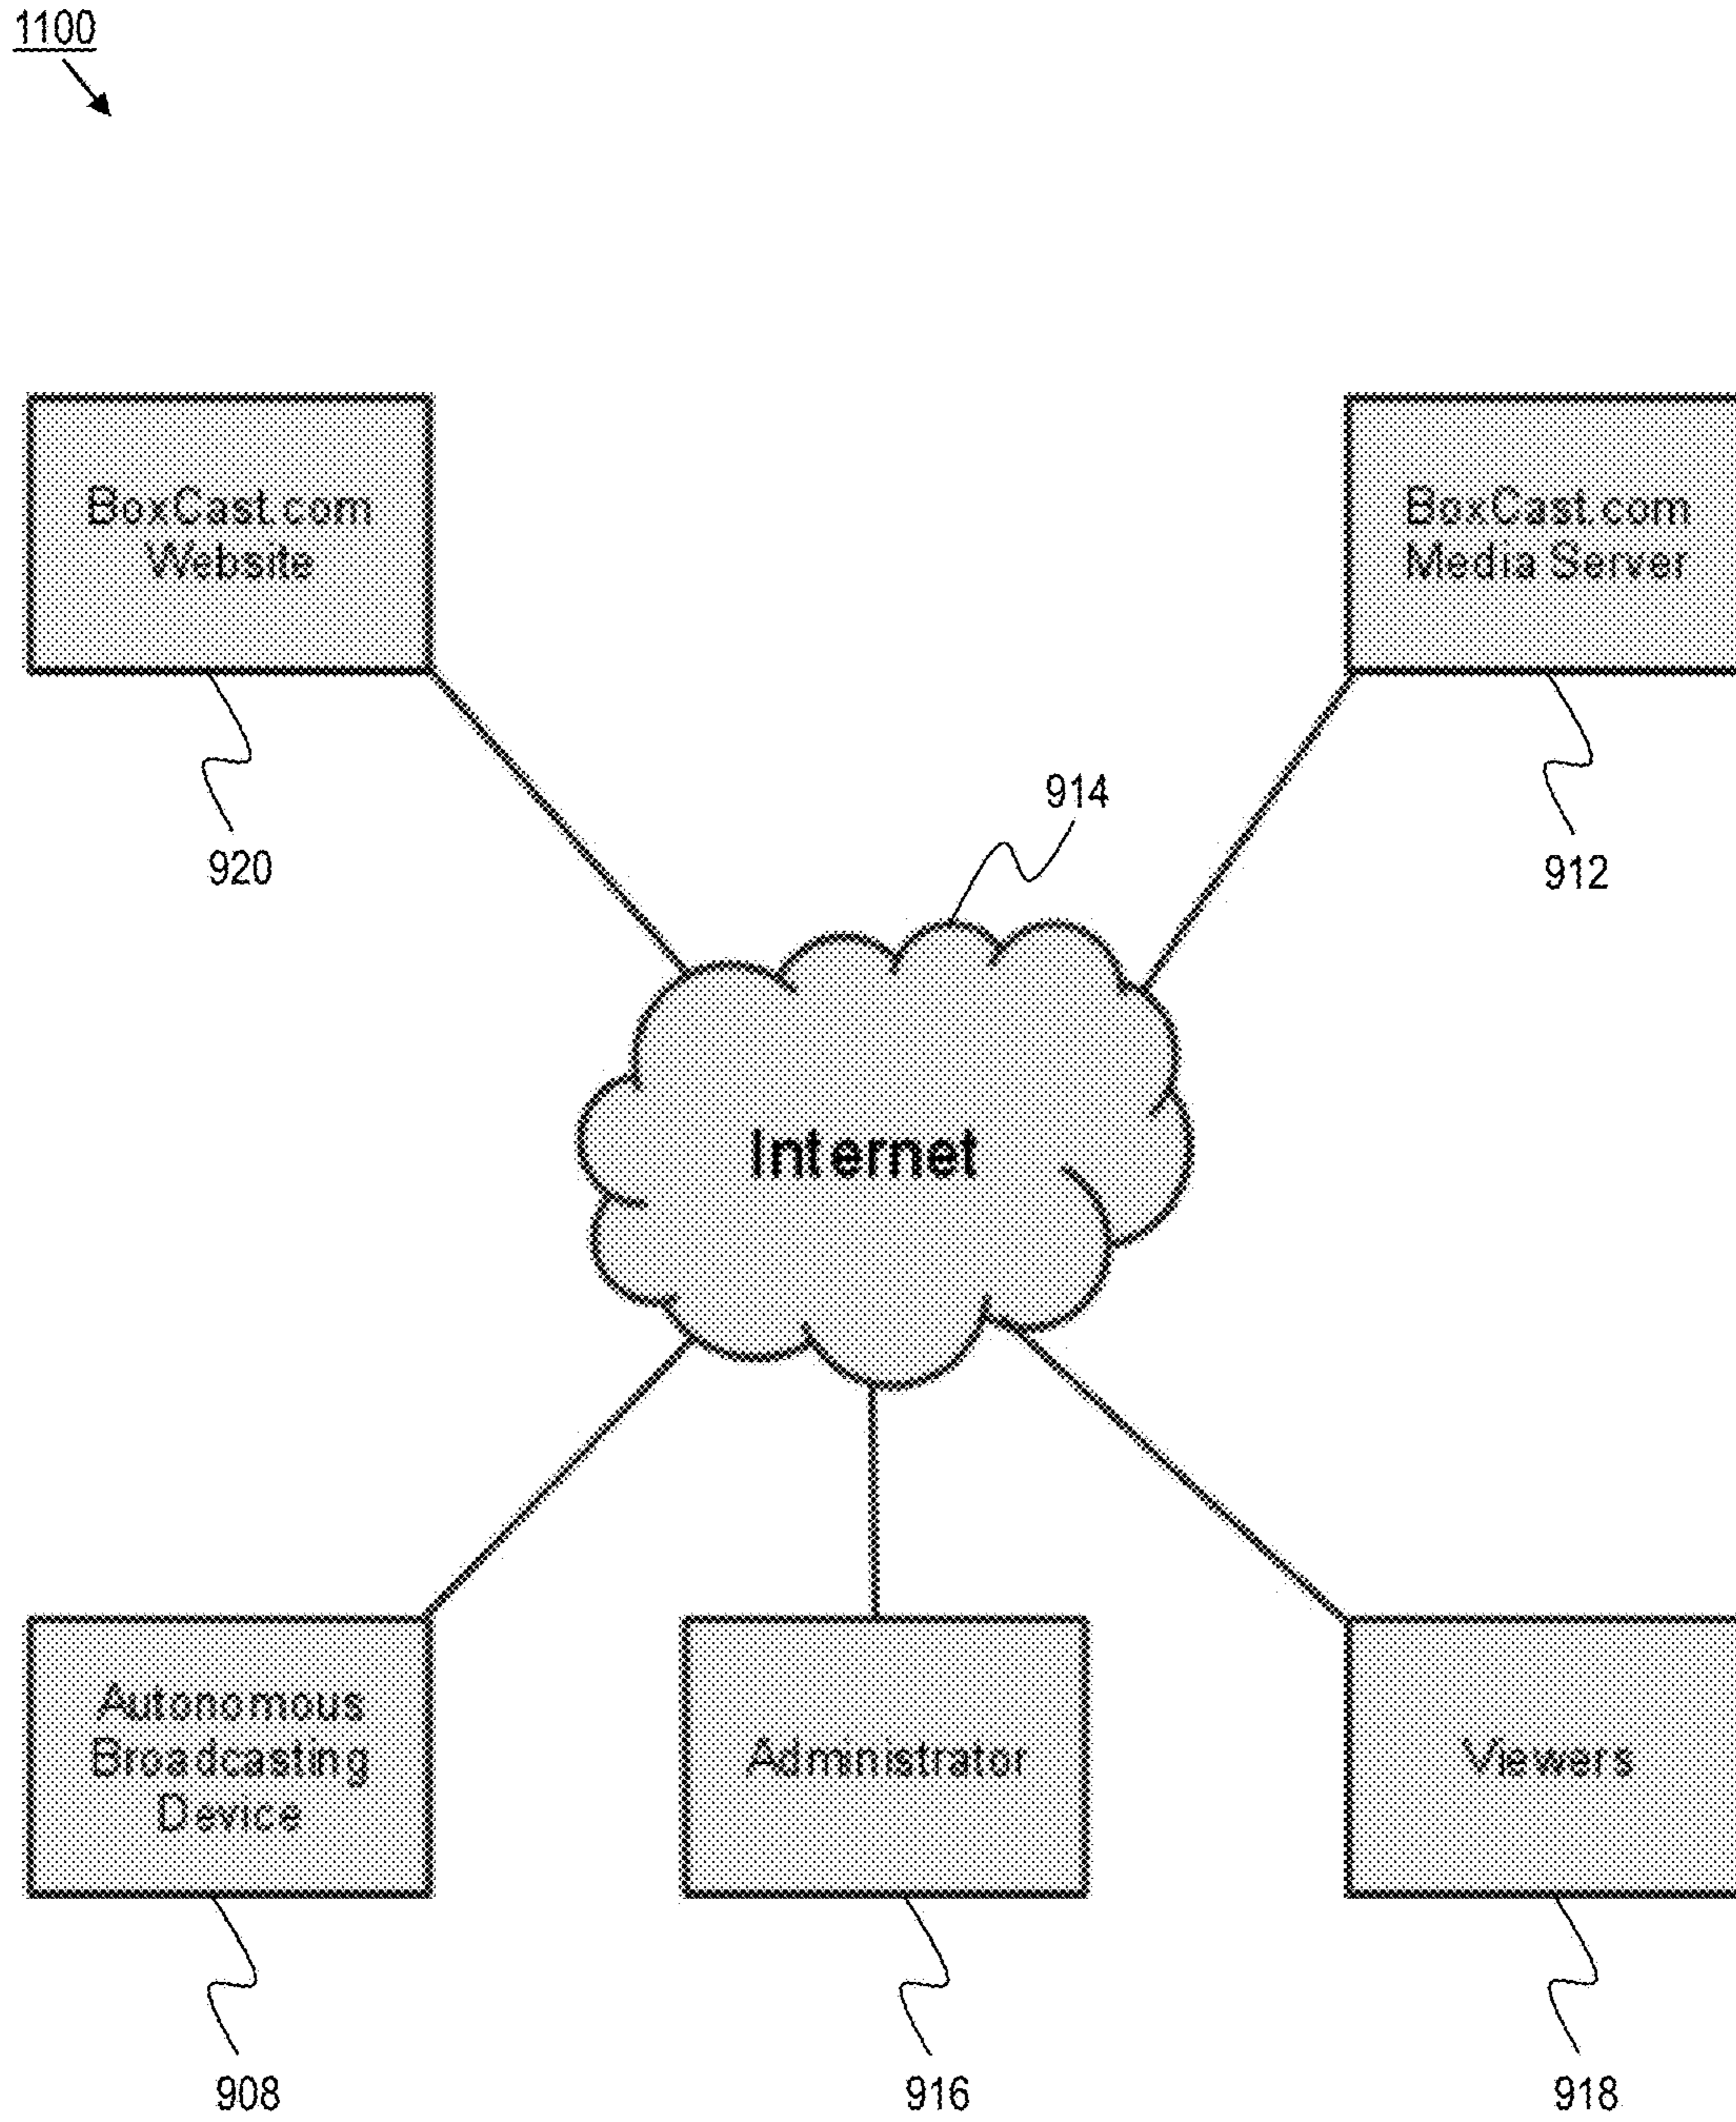 1100
BoxCast.com
Website
BoxCast.com
Media Server
914
920
912
Internet
Autonomous
Broadcasting
Device
Administrator
Viewers
908
916
918